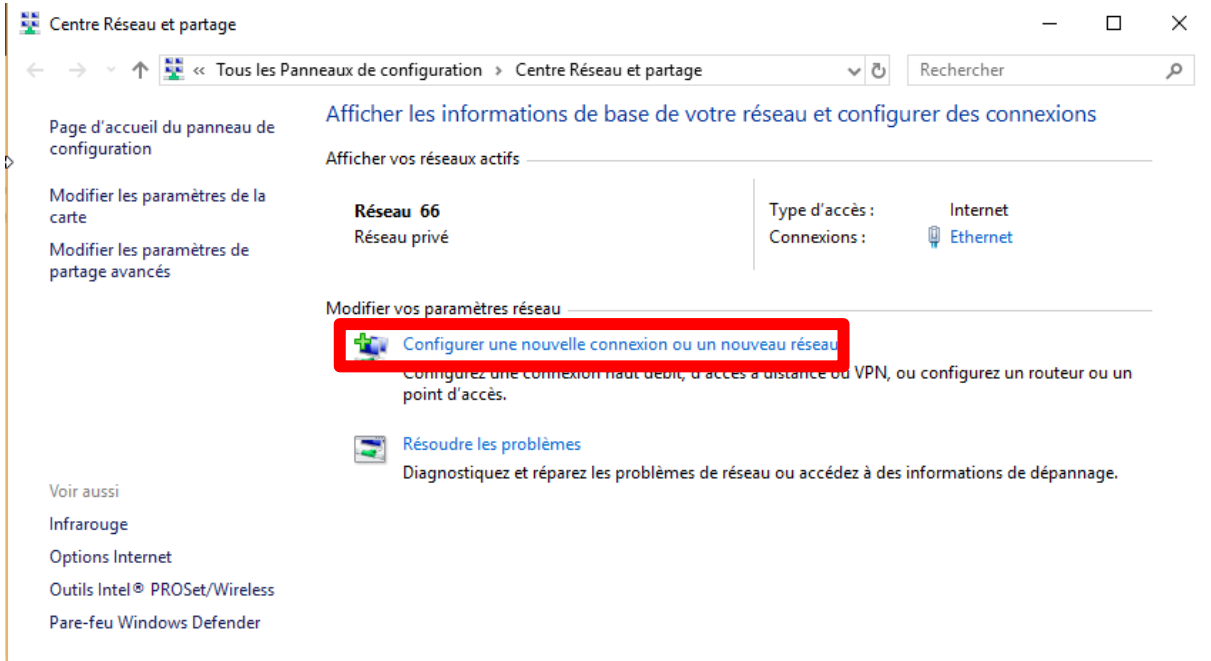 Centre Réseau et partage
« Tous les Panneaux de configuration > Centre Réseau et partage
Rechercher
Page d'accueil du panneau de
configuration
Modifier les paramètres de la
carte
Modifier les paramètres de
partage avancés
Afficher les informations de base de votre réseau et configurer des connexions
Afficher vos réseaux actifs
Réseau 66
Réseau privé
Type d'accès :
Internet
Connexions :
Ethernet
Modifier vos paramètres réseau
Configurer une nouvelle connexion ou un nouveau réseau
Configurez une connexion haut débit, d'accès à distance ou VPN, ou configurez un routeur ou un
point d'accès.
Résoudre les problèmes
Diagnostiquez et réparez les problèmes de réseau ou accédez à des informations de dépannage.
Voir aussi
Infrarouge
Options Internet
Outils Intel® PROSet/Wireless
Pare-feu Windows Defender